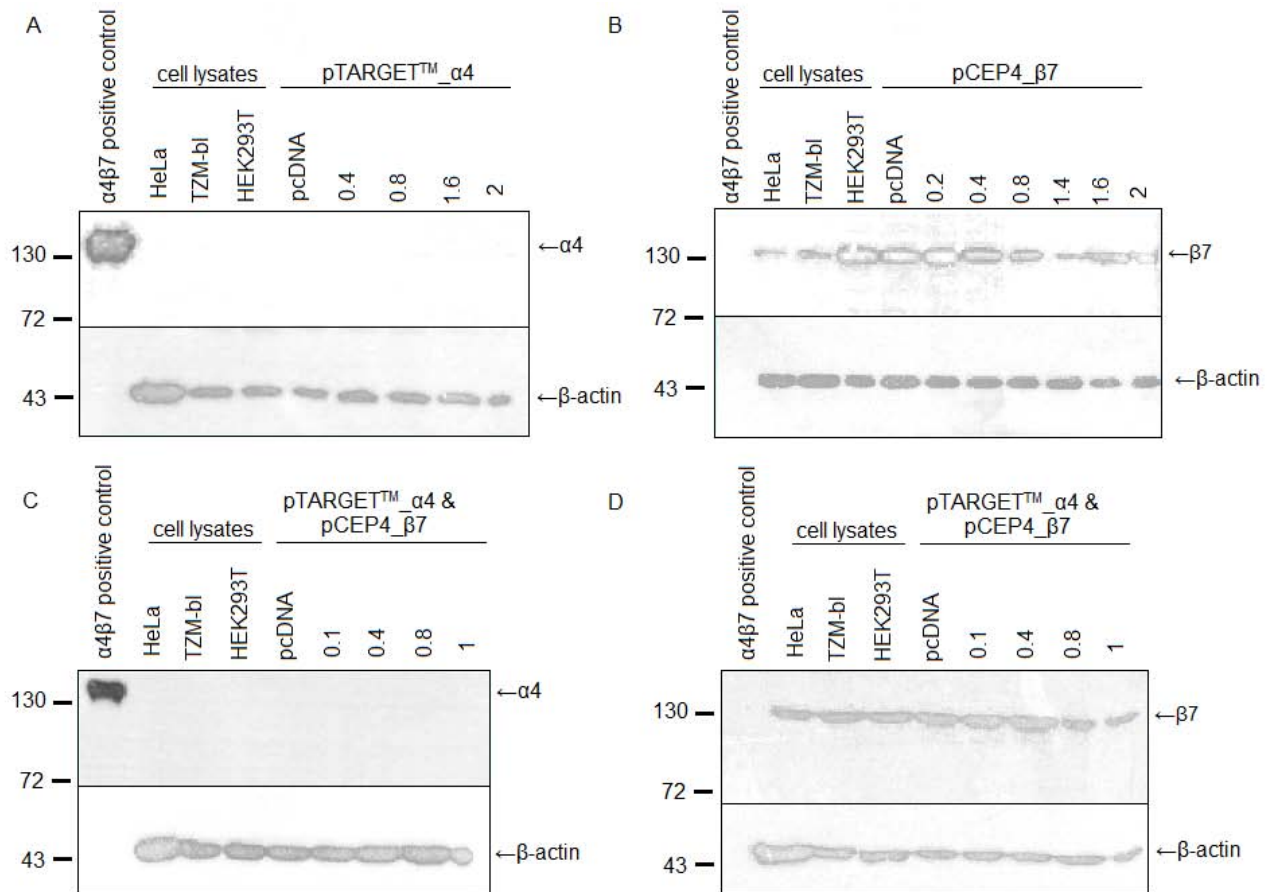 A
α4β7 positive control
cell lysates
pTARGET™_α4
HeLa
TZM-bl
HEK293T
pcDNA
0.4
0.8
1.6
2
130
72
43
←α4
←β-actin
B
α4β7 positive control
cell lysates
pCEP4_β7
HeLa
TZM-bl
HEK293T
pcDNA
0.2
0.4
0.8
1.4
1.6
2
130
72
43
←β7
←β-actin
C
α4β7 positive control
cell lysates
pTARGET™_α4 &
pCEP4_β7
HeLa
TZM-bl
HEK293T
pcDNA
0.1
0.4
0.8
1
130
72
43
←α4
←β-actin
D
α4β7 positive control
cell lysates
pTARGET™_α4 &
pCEP4_β7
HeLa
TZM-bl
HEK293T
pcDNA
0.1
0.4
0.8
1
130
72
43
←β7
←β-actin